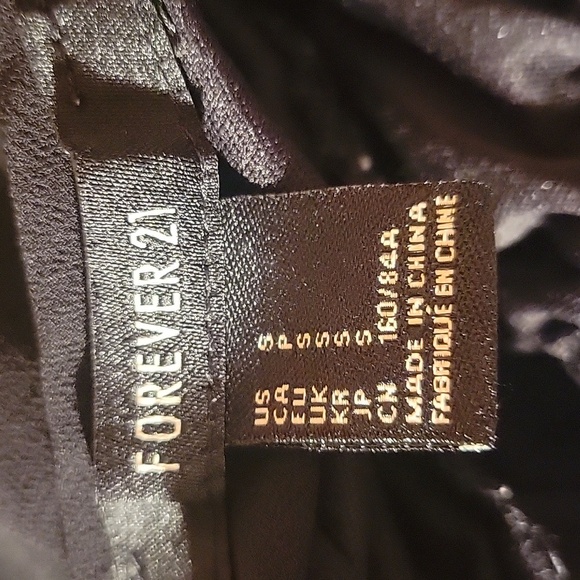 FOREVER 21
US S
CA P
EU S
UK S
KR S
JP S
CN 160/84A
MADE IN CHINA
FABRIQUÉ EN CHINE